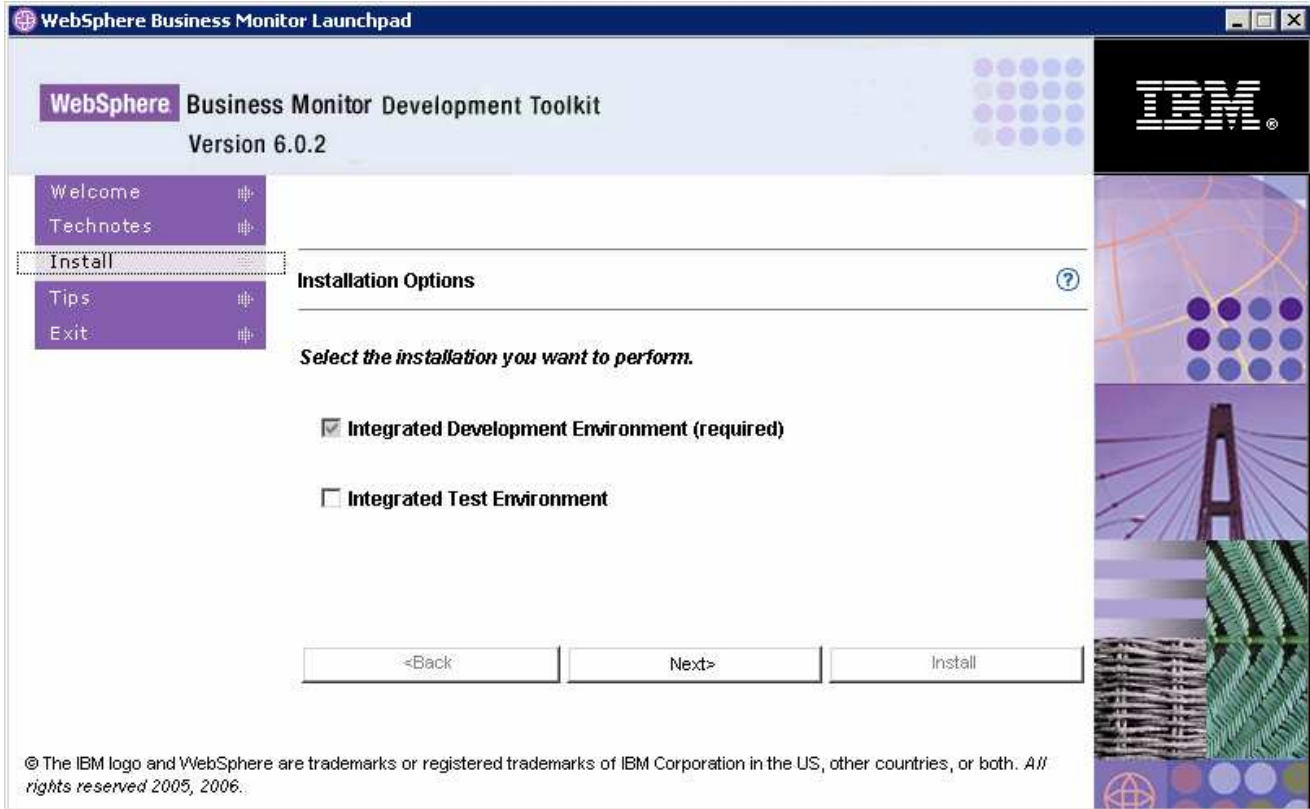 WebSphere Business Monitor Launchpad
WebSphere Business Monitor Development Toolkit
Version 6.0.2
IBM®
Welcome
Technotes
Install
Tips
Exit
Installation Options
?
Select the installation you want to perform.
Integrated Development Environment (required)
Integrated Test Environment
<Back
Next>
Install
© The IBM logo and WebSphere are trademarks or registered trademarks of IBM Corporation in the US, other countries, or both. All
rights reserved 2005, 2006.